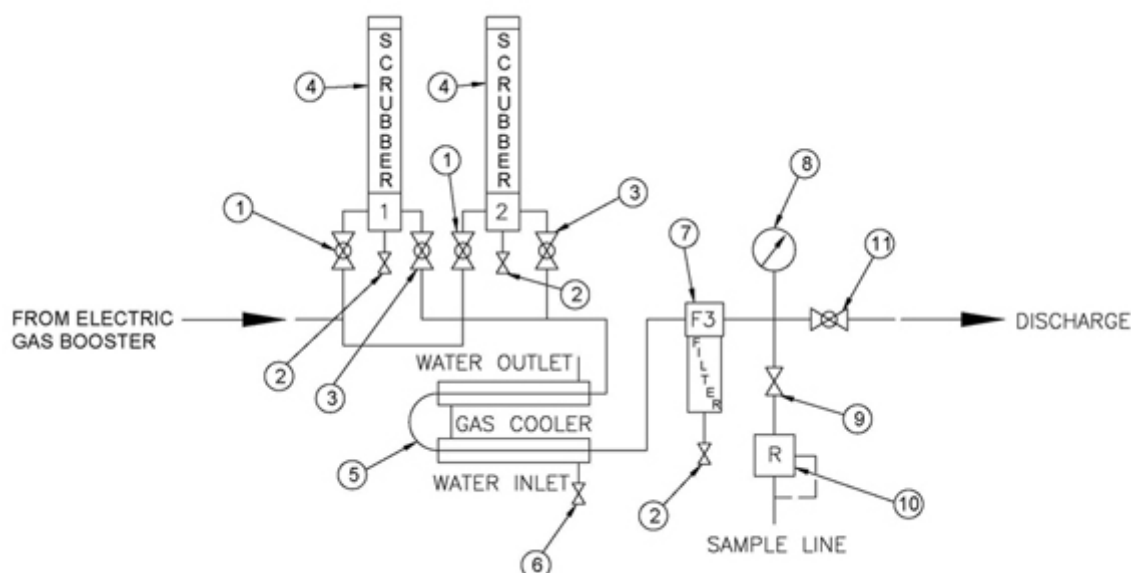 SCRUBBER
SCRUBBER
4
4
1
8
3
1
1
2
7
11
2
F3
FROM ELECTRIC
GAS BOOSTER
DISCHARGE
FILTER
WATER OUTLET
2
3
9
GAS COOLER
5
R
WATER INLET
10
2
6
SAMPLE LINE